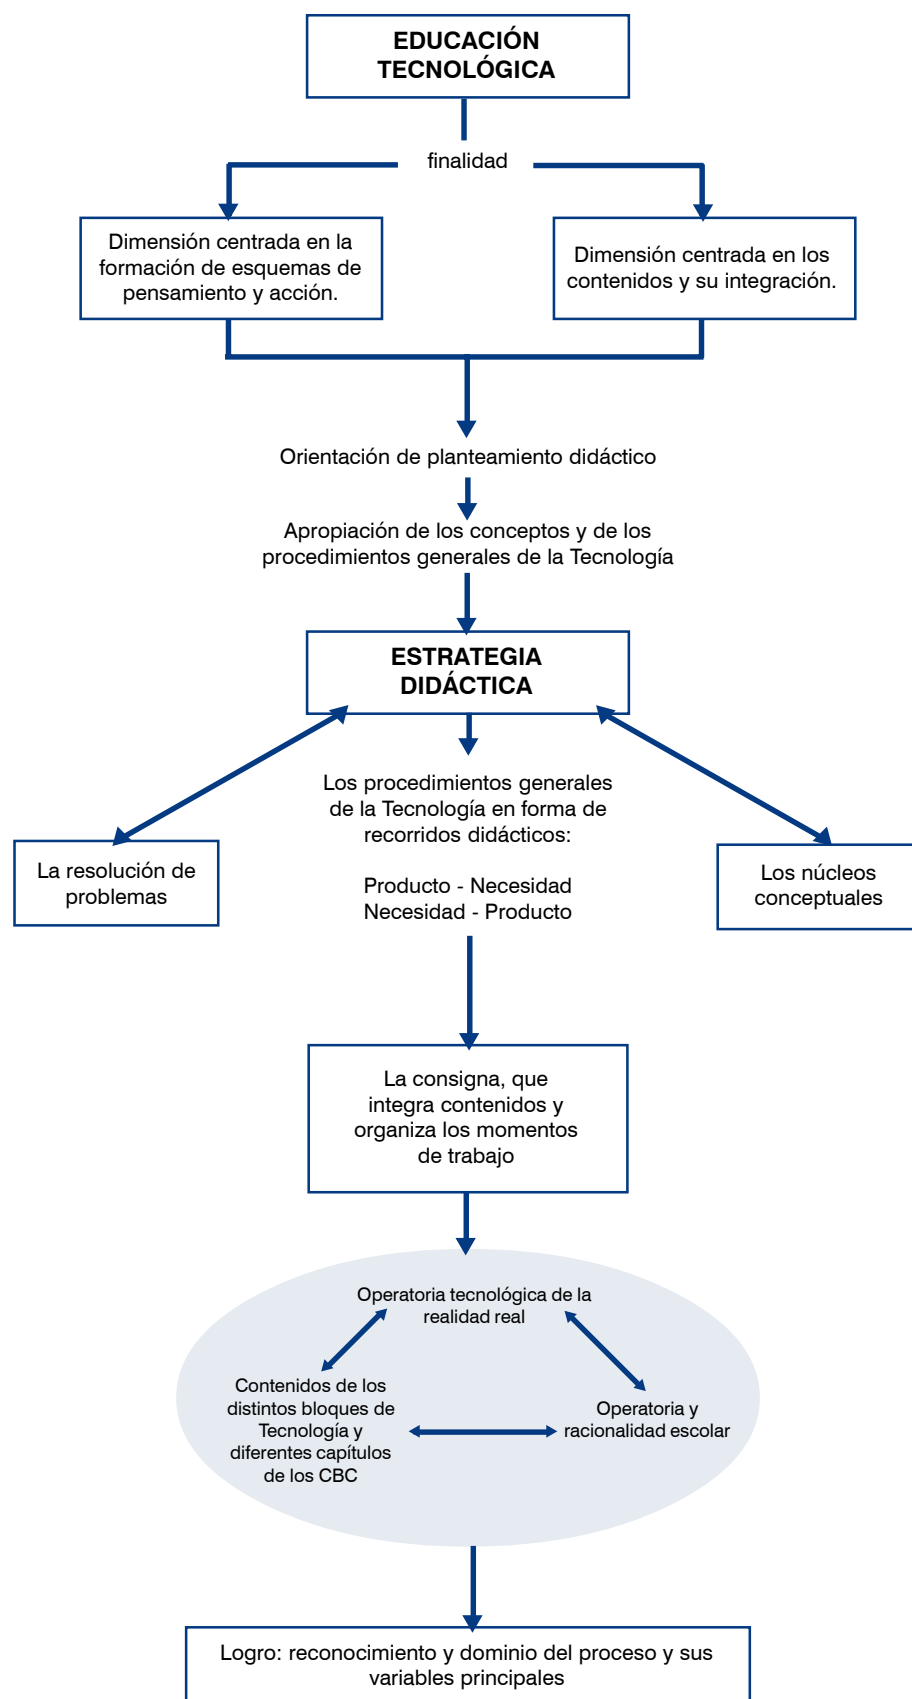 EDUCACIÓN
TECNOLÓGICA
finalidad
Dimensión centrada en la
formación de esquemas de
pensamiento y acción.
Dimensión centrada en los
contenidos y su integración.
Orientación de planteamiento didáctico
Apropiación de los conceptos y de los
procedimientos generales de la Tecnología
ESTRATEGIA
DIDÁCTICA
Los procedimientos generales
de la Tecnología en forma de
recorridos didácticos:
Producto - Necesidad
Necesidad - Producto
La resolución de
problemas
Los núcleos
conceptuales
La consigna, que
integra contenidos y
organiza los momentos
de trabajo
Operatoria tecnológica de la
realidad real
Contenidos de los
distintos bloques de
Tecnología y
diferentes capítulos
de los CBC
Operatoria y
racionalidad escolar
Logro: reconocimiento y dominio del proceso y sus
variables principales